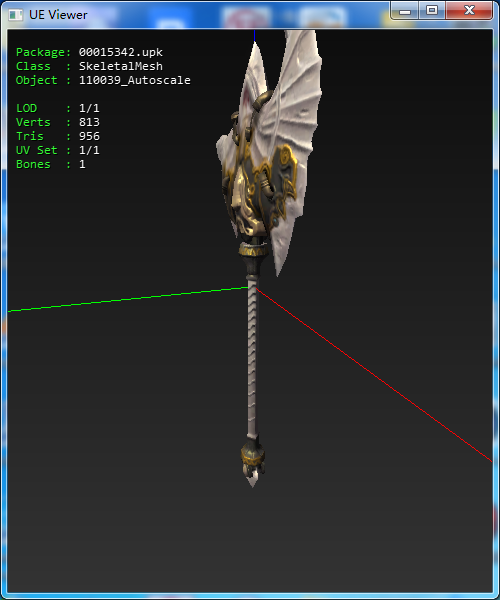 UE Viewer
Package: 00015342.upk
Class : SkeletalMesh
Object : 110039_Autoscale
LOD : 1/1
Verts : 813
Tris : 956
UV Set : 1/1
Bones : 1